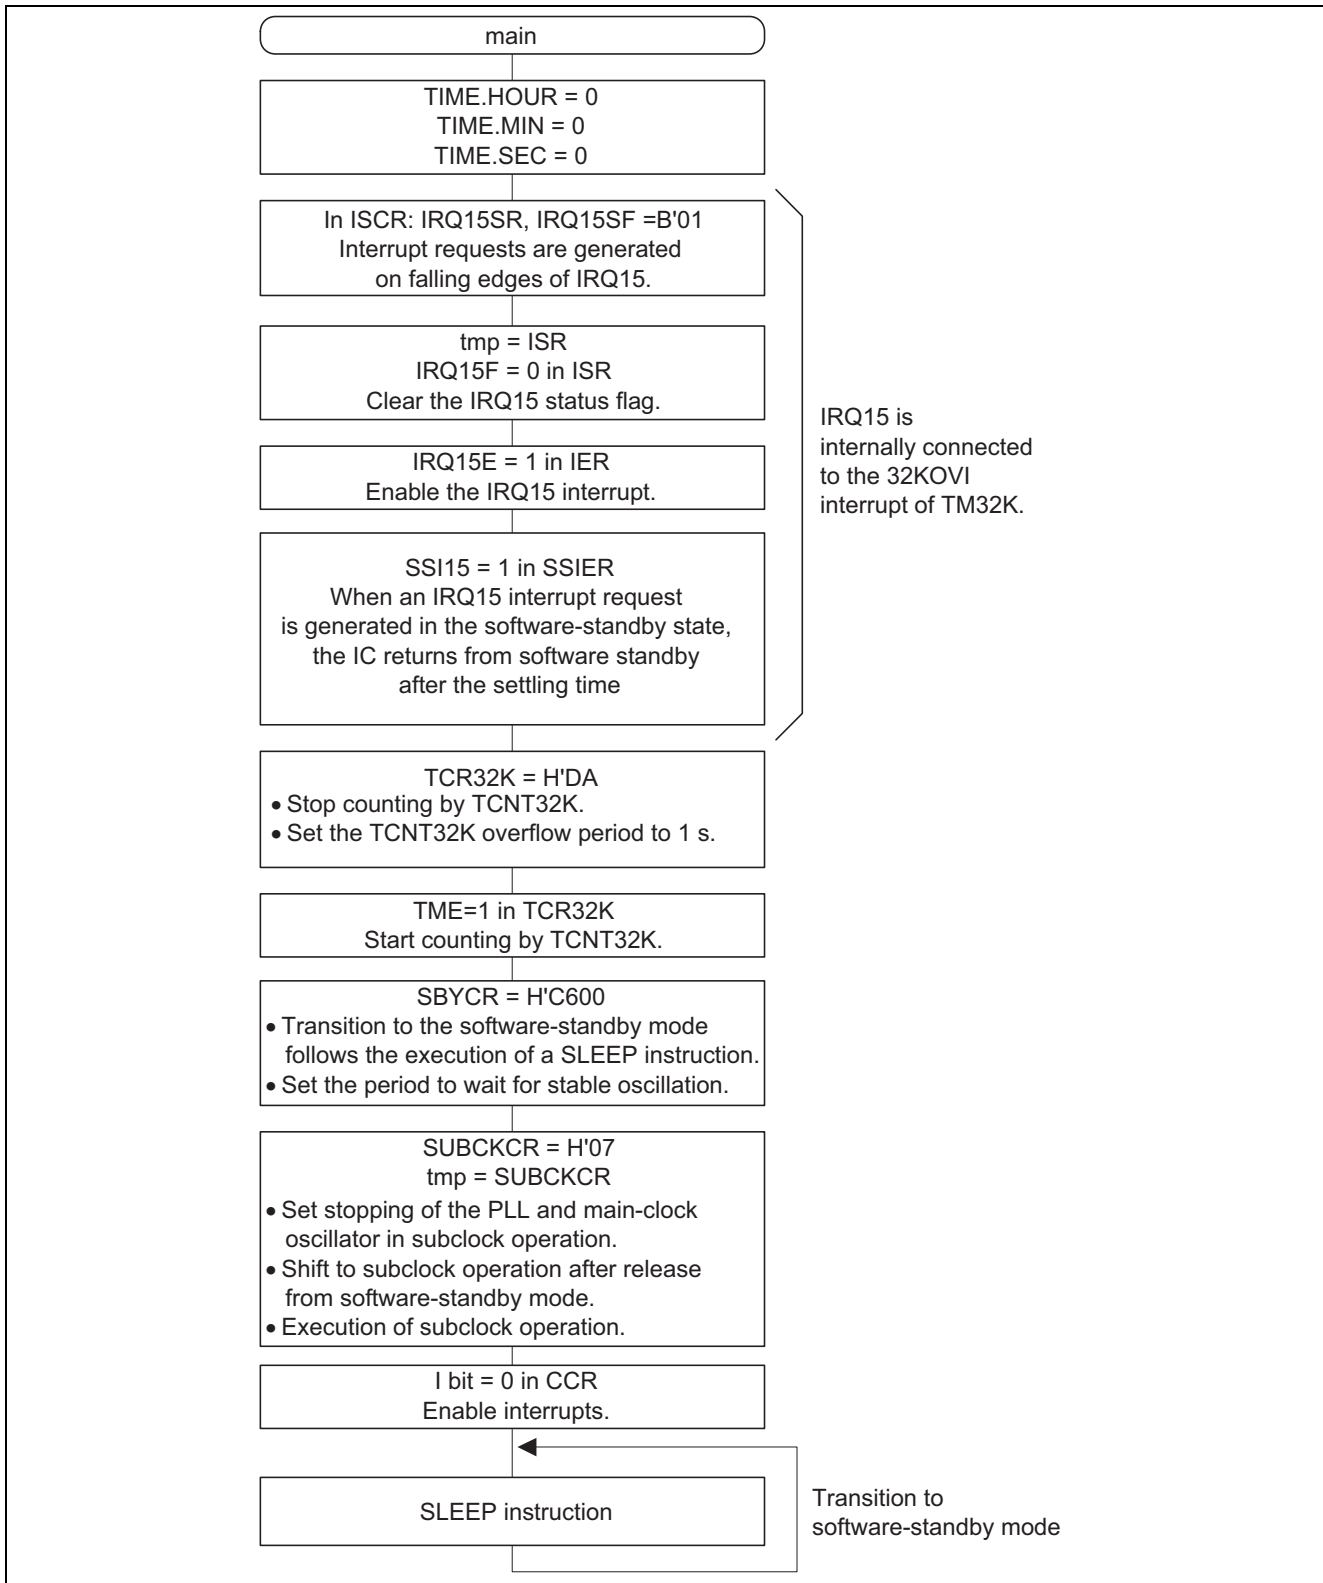 main
TIME.HOUR = 0
TIME.MIN = 0
TIME.SEC = 0
In ISCR: IRQ15SR, IRQ15SF =B'01
Interrupt requests are generated
on falling edges of IRQ15.
tmp = ISR
IRQ15F = 0 in ISR
Clear the IRQ15 status flag.
IRQ15E = 1 in IER
Enable the IRQ15 interrupt.
SSI15 = 1 in SSIER
When an IRQ15 interrupt request
is generated in the software-standby state,
the IC returns from software standby
after the settling time
IRQ15 is
internally connected
to the 32KOVI
interrupt of TM32K.
TCR32K = H'DA
• Stop counting by TCNT32K.
• Set the TCNT32K overflow period to 1 s.
TME=1 in TCR32K
Start counting by TCNT32K.
SBYCR = H'C600
• Transition to the software-standby mode
follows the execution of a SLEEP instruction.
• Set the period to wait for stable oscillation.
SUBCKCR = H'07
tmp = SUBCKCR
• Set stopping of the PLL and main-clock
oscillator in subclock operation.
• Shift to subclock operation after release
from software-standby mode.
• Execution of subclock operation.
I bit = 0 in CCR
Enable interrupts.
SLEEP instruction
Transition to
software-standby mode